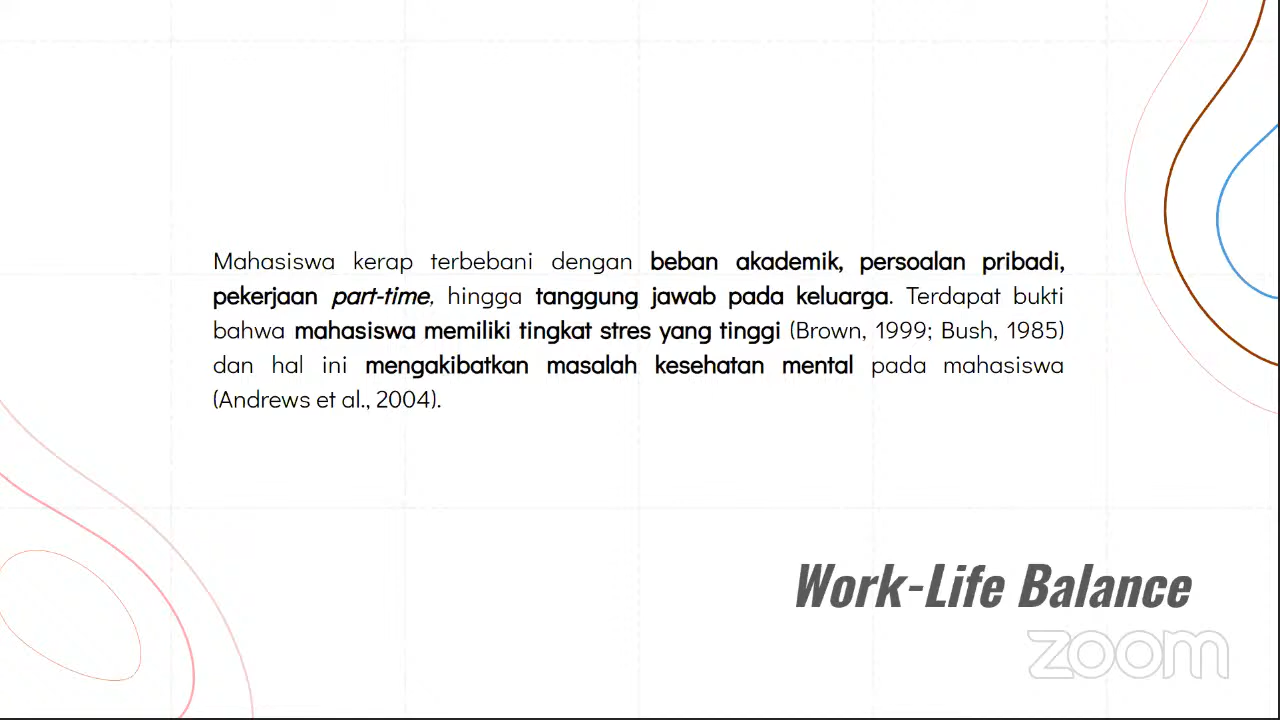 Mahasiswa kerap terbebani dengan beban akademik, persoalan pribadi,
pekerjaan part-time, hingga tanggung jawab pada keluarga. Terdapat bukti
bahwa mahasiswa memiliki tingkat stres yang tinggi (Brown, 1999; Bush, 1985)
dan hal ini mengakibatkan masalah kesehatan mental pada mahasiswa
(Andrews et al., 2004).
Work-Life Balance
zoom